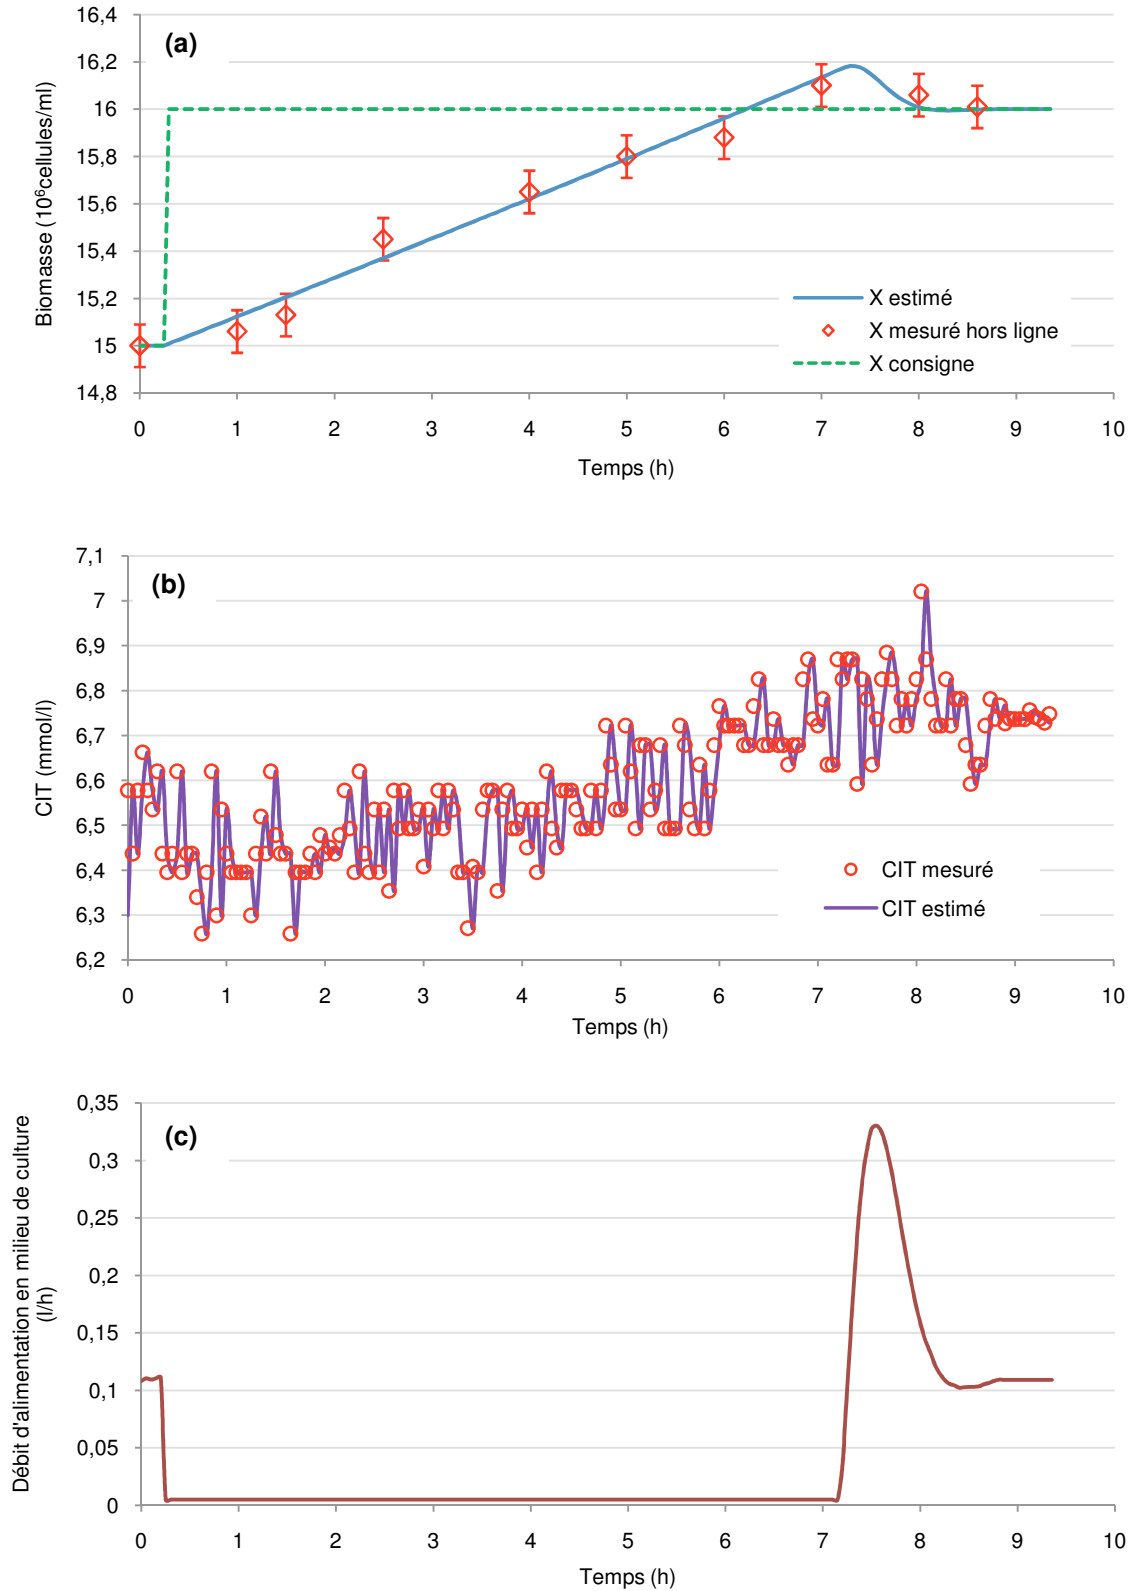 16,4
(a)
16,2
16
15,8
15,6
15,4
15,2
15
14,8
Biomasse (10⁶cellules/ml)
X estimé
X mesuré hors ligne
X consigne
0 1 2 3 4 5 6 7 8 9 10
Temps (h)
7,1
(b)
7
6,9
6,8
6,7
6,6
6,5
6,4
6,3
6,2
CIT (mmol/l)
CIT mesuré
CIT estimé
0 1 2 3 4 5 6 7 8 9 10
Temps (h)
0,35
(c)
0,3
0,25
0,2
0,15
0,1
0,05
0
Débit d'alimentation en milieu de culture
(l/h)
0 1 2 3 4 5 6 7 8 9 10
Temps (h)